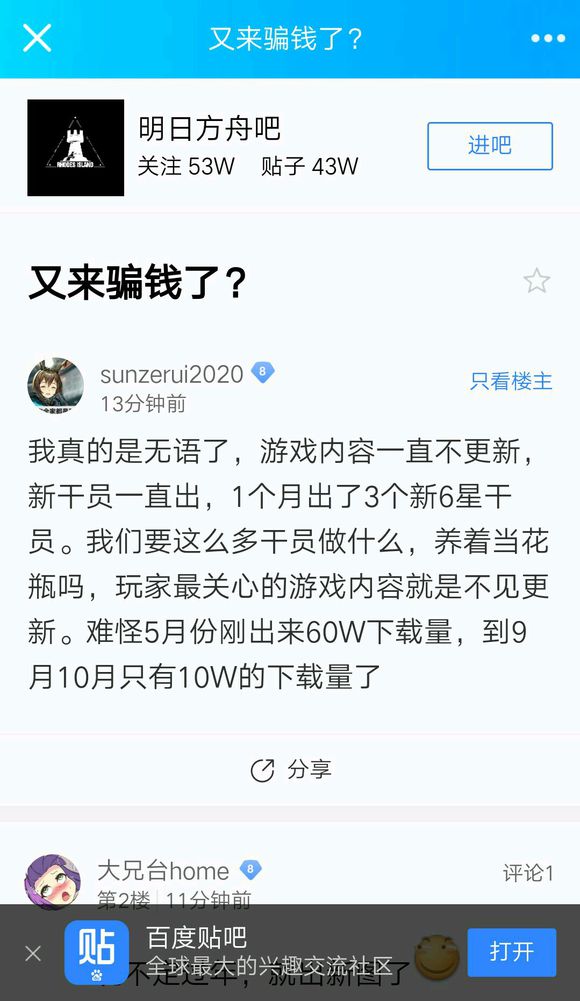 又来骗钱了？
RHODES ISLAND
明日方舟吧
关注 53W 贴子 43W
进吧
又来骗钱了？
sunzerui2020 8
13分钟前
只看楼主
我真的是无语了，游戏内容一直不更新，
新干员一直出，1个月出了3个新6星干
员。我们要这么多干员做什么，养着当花
瓶吗，玩家最关心的游戏内容就是不见更
新。难怪5月份刚出来60W下载量，到9
月10月只有10W的下载量了
分享
大兄台home 8
评论1
第2楼 11分钟前
贴
百度贴吧
全球最大的兴趣交流社区
打开
不是过年，就出新图了